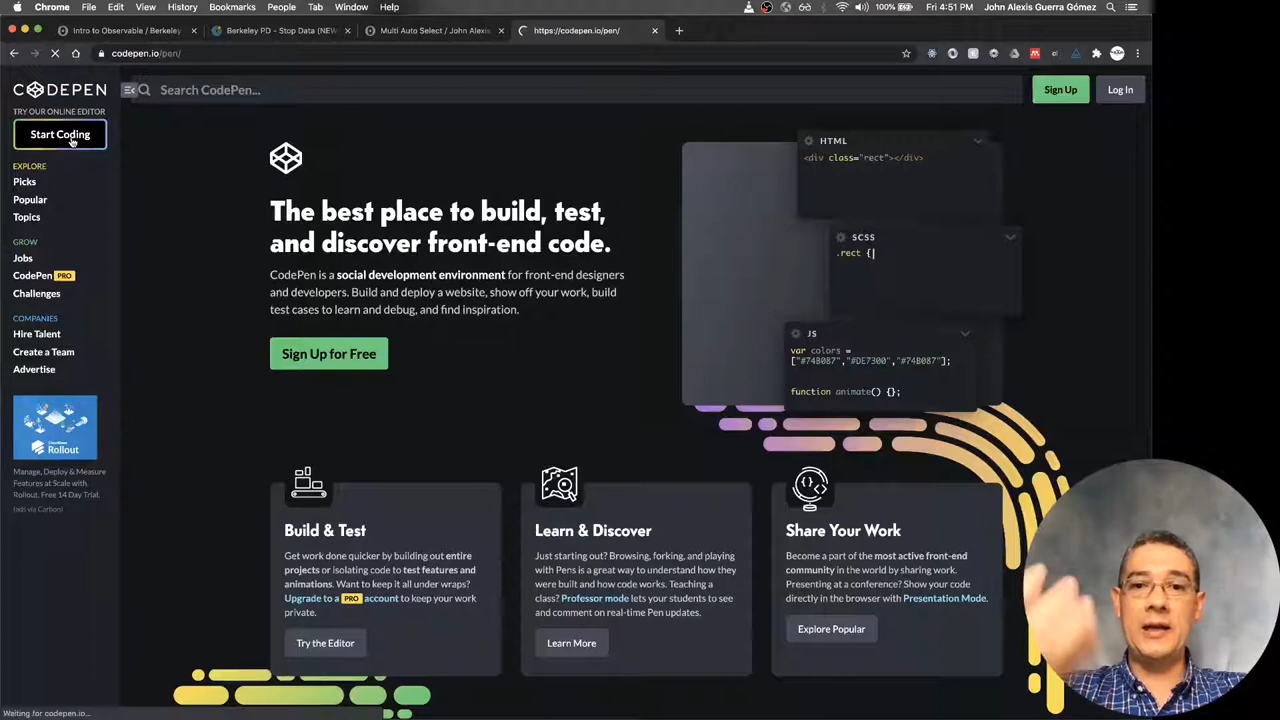 Chrome File Edit View History Bookmarks People Tab Window Help
100% Fri 4:51 PM John Alexis Guerra Gómez
Intro to Observable / Berkeley
Berkeley PD - Stop Data (NEW
Multi Auto Select / John Alexis
https://codepen.io/pen/
codepen.io/pen/
CODEPEN
Search CodePen...
Sign Up
Log In
TRY OUR ONLINE EDITOR
Start Coding
EXPLORE
Picks
Popular
Topics
GROW
Jobs
CodePen PRO
Challenges
COMPANIES
Hire Talent
Create a Team
Advertise
CloudBees
Rollout
Manage, Deploy & Measure
Features at Scale with
Rollout. Free 14 Day Trial.
(ads via Carbon)
The best place to build, test,
and discover front-end code.
CodePen is a social development environment for front-end designers
and developers. Build and deploy a website, show off your work, build
test cases to learn and debug, and find inspiration.
Sign Up for Free
HTML
<div class="rect"></div>
SCSS
.rect {
JS
var colors =
["#74B087","#DE7300","#74B087"];
function animate() {};
Build & Test
Get work done quicker by building out entire
projects or isolating code to test features and
animations. Want to keep it all under wraps?
Upgrade to a PRO account to keep your work
private.
Try the Editor
Learn & Discover
Just starting out? Browsing, forking, and playing
with Pens is a great way to understand how they
were built and how code works. Teaching a
class? Professor mode lets your students to see
and comment on real-time Pen updates.
Learn More
Share Your Work
Become a part of the most active front-end
community in the world by sharing work.
Presenting at a conference? Show your code
directly in the browser with Presentation Mode.
Explore Popular
Waiting for codepen.io...